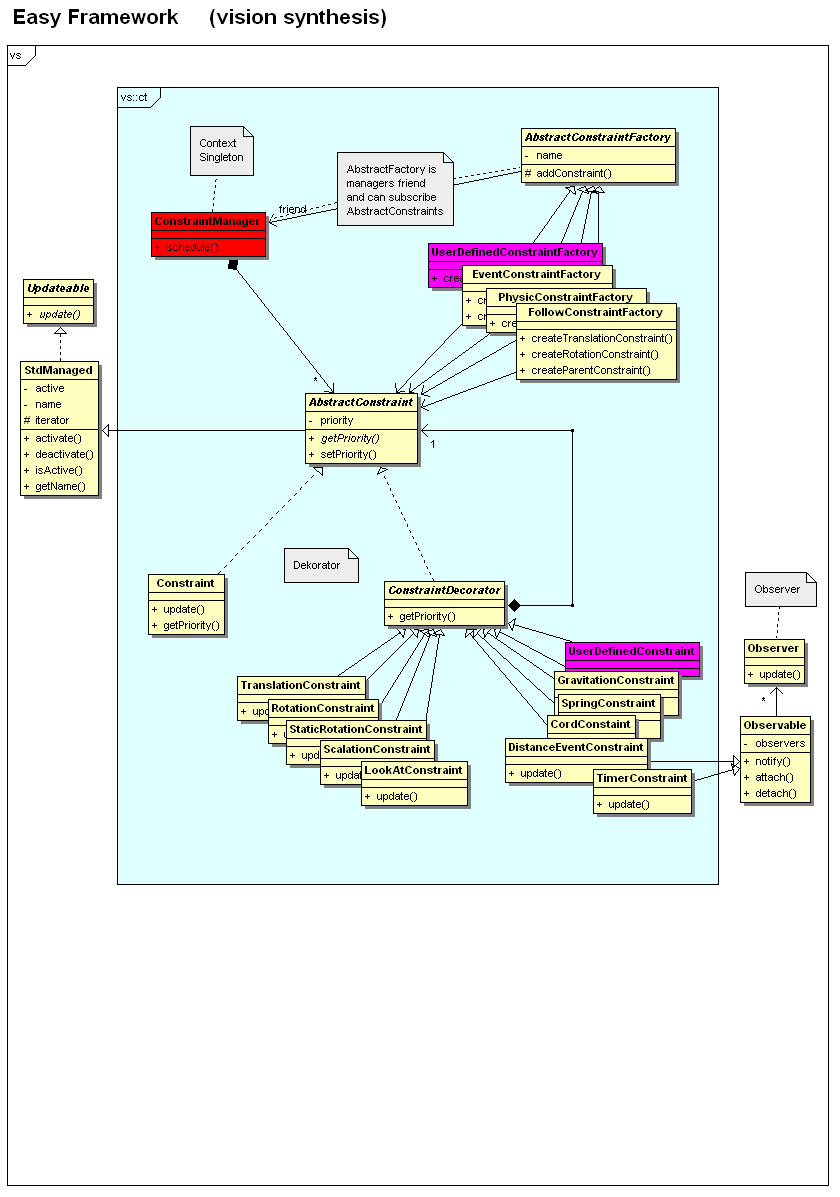 Easy Framework (vision synthesis)
vs
vs::ct
Context
Singleton
AbstractFactory is
managers friend
and can subscribe
AbstractConstraints
AbstractConstraintFactory
- name
# addConstraint()
friend
ConstraintManager
+ schedule()
UserDefinedConstraintFactory
+ crea
EventConstraintFactory
+ cr
+ cr
PhysicConstraintFactory
+ cre
FollowConstraintFactory
+ createTranslationConstraint()
+ createRotationConstraint()
+ createParentConstraint()
Updateable
+ update()
StdManaged
- active
- name
# iterator
+ activate()
+ deactivate()
+ isActive()
+ getName()
*
AbstractConstraint
- priority
+ getPriority()
+ setPriority()
1
Dekorator
Constraint
+ update()
+ getPriority()
ConstraintDecorator
+ getPriority()
Observer
Observer
+ update()
*
Observable
- observers
+ notify()
+ attach()
+ detach()
UserDefinedConstraint
GravitationConstraint
SpringConstraint
CordConstaint
DistanceEventConstraint
+ update()
TimerConstraint
+ update()
TranslationConstraint
+ upd
RotationConstraint
+
StaticRotationConstraint
+ upd
ScalationConstraint
+ updat
LookAtConstraint
+ update()